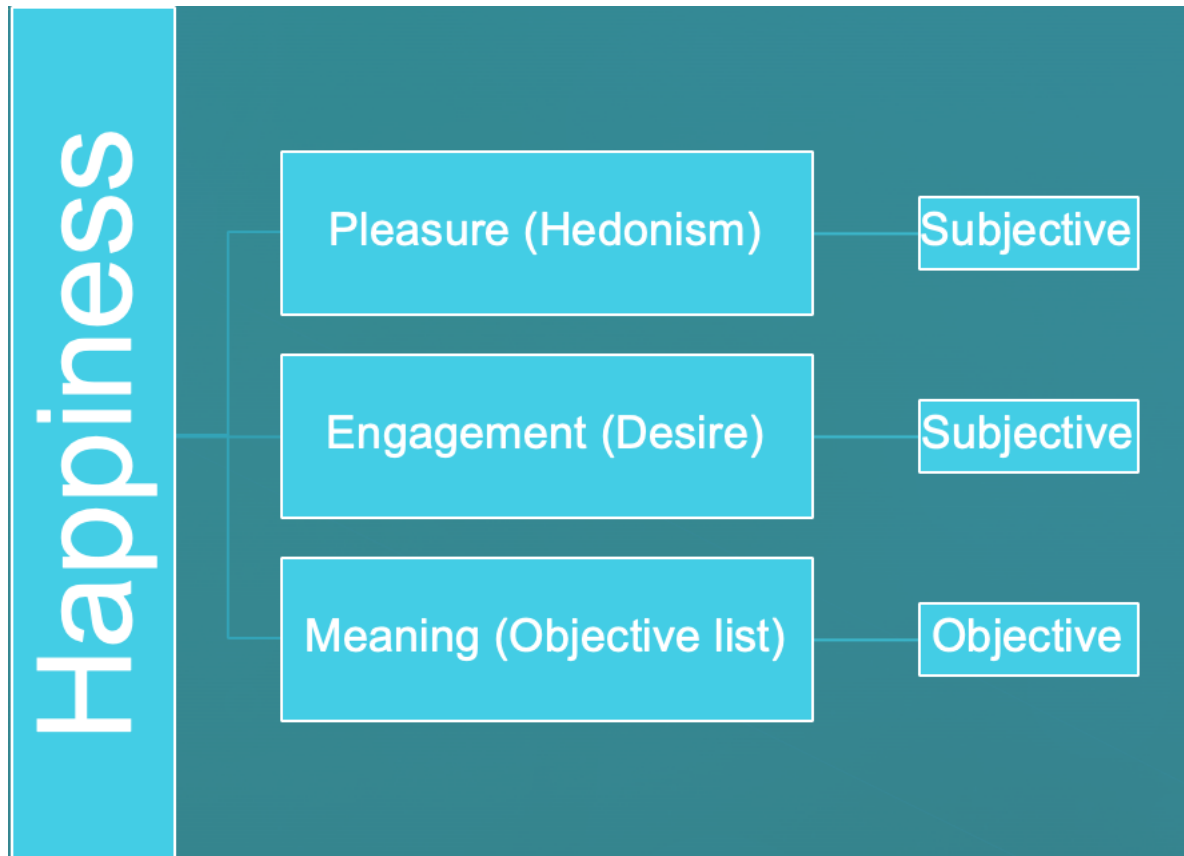 Happiness
Pleasure (Hedonism)
Subjective
Engagement (Desire)
Subjective
Meaning (Objective list)
Objective